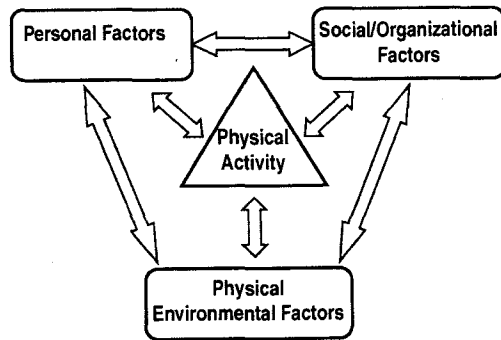 Personal Factors
Social/Organizational
Factors
Physical
Activity
Physical
Environmental Factors